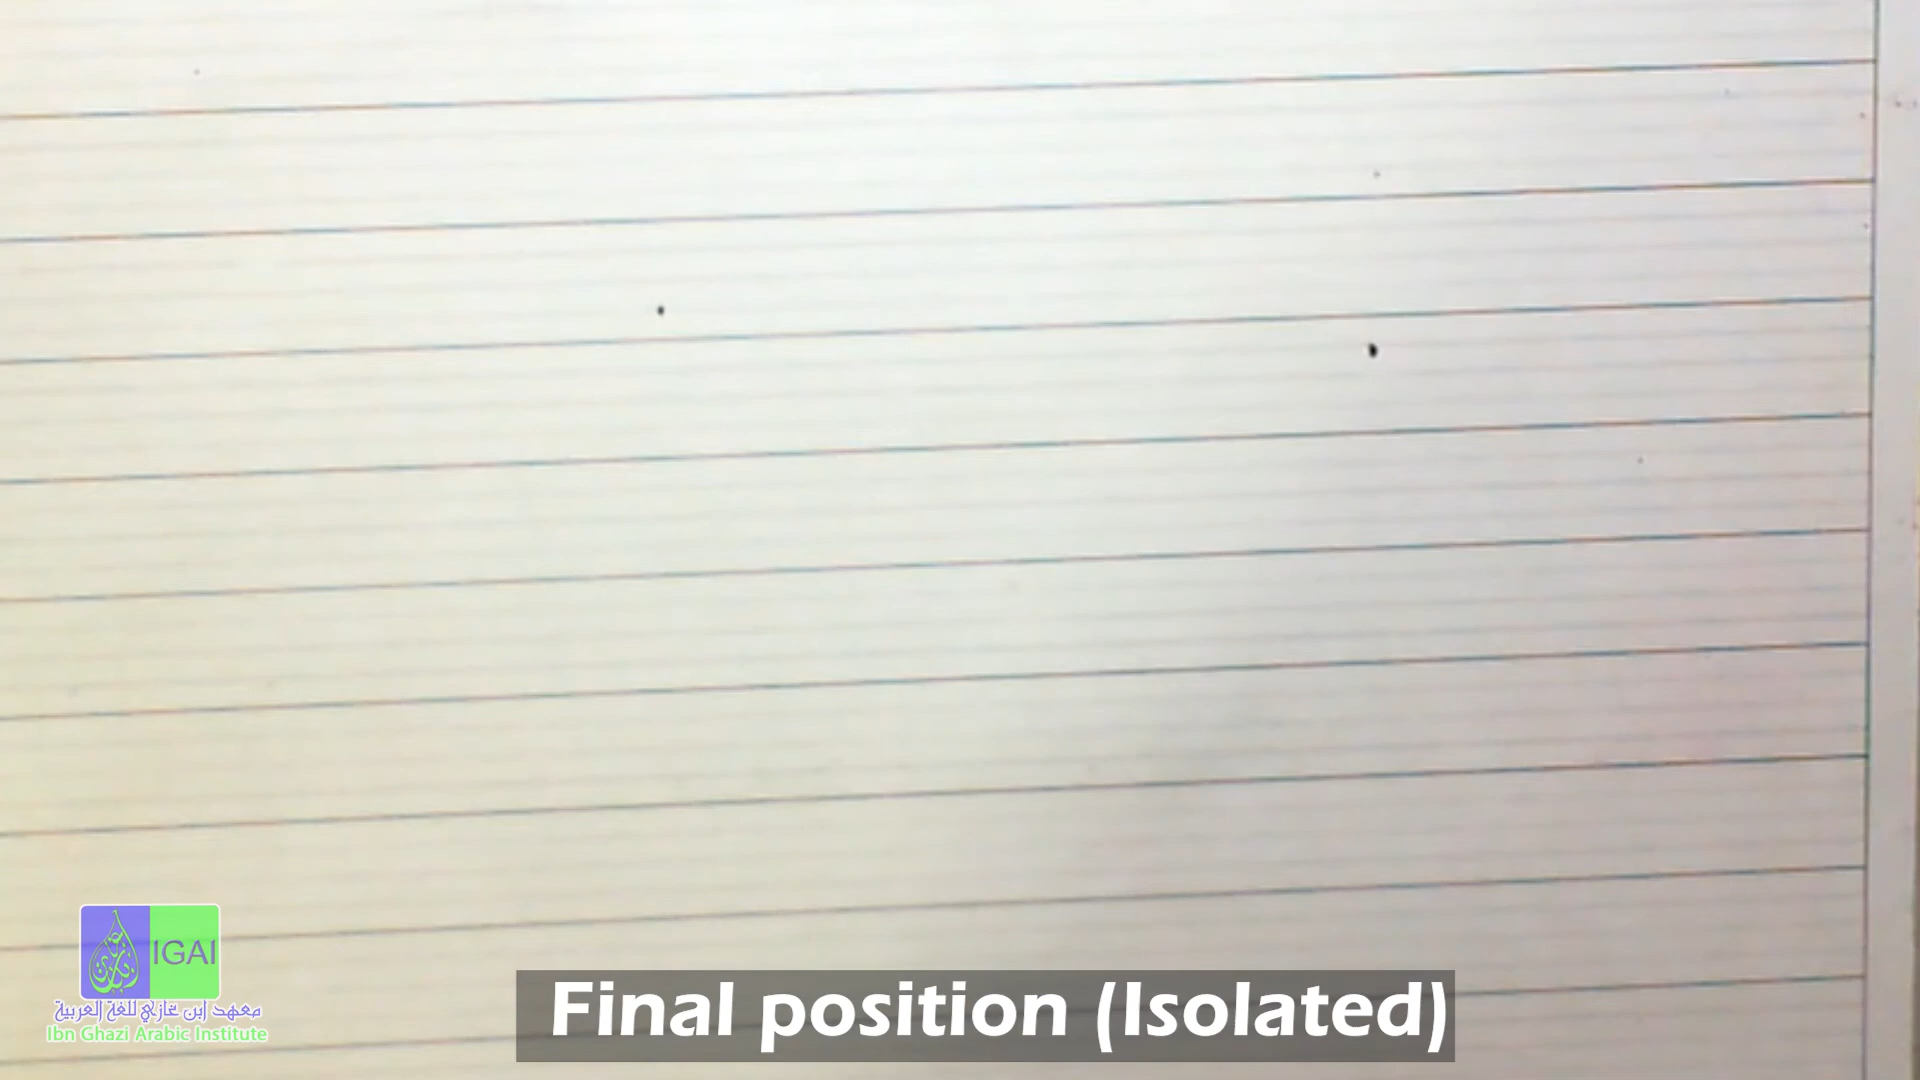 IGAI
معهد ابن غازي للغة العربية
Ibn Ghazi Arabic Institute
Final position (Isolated)